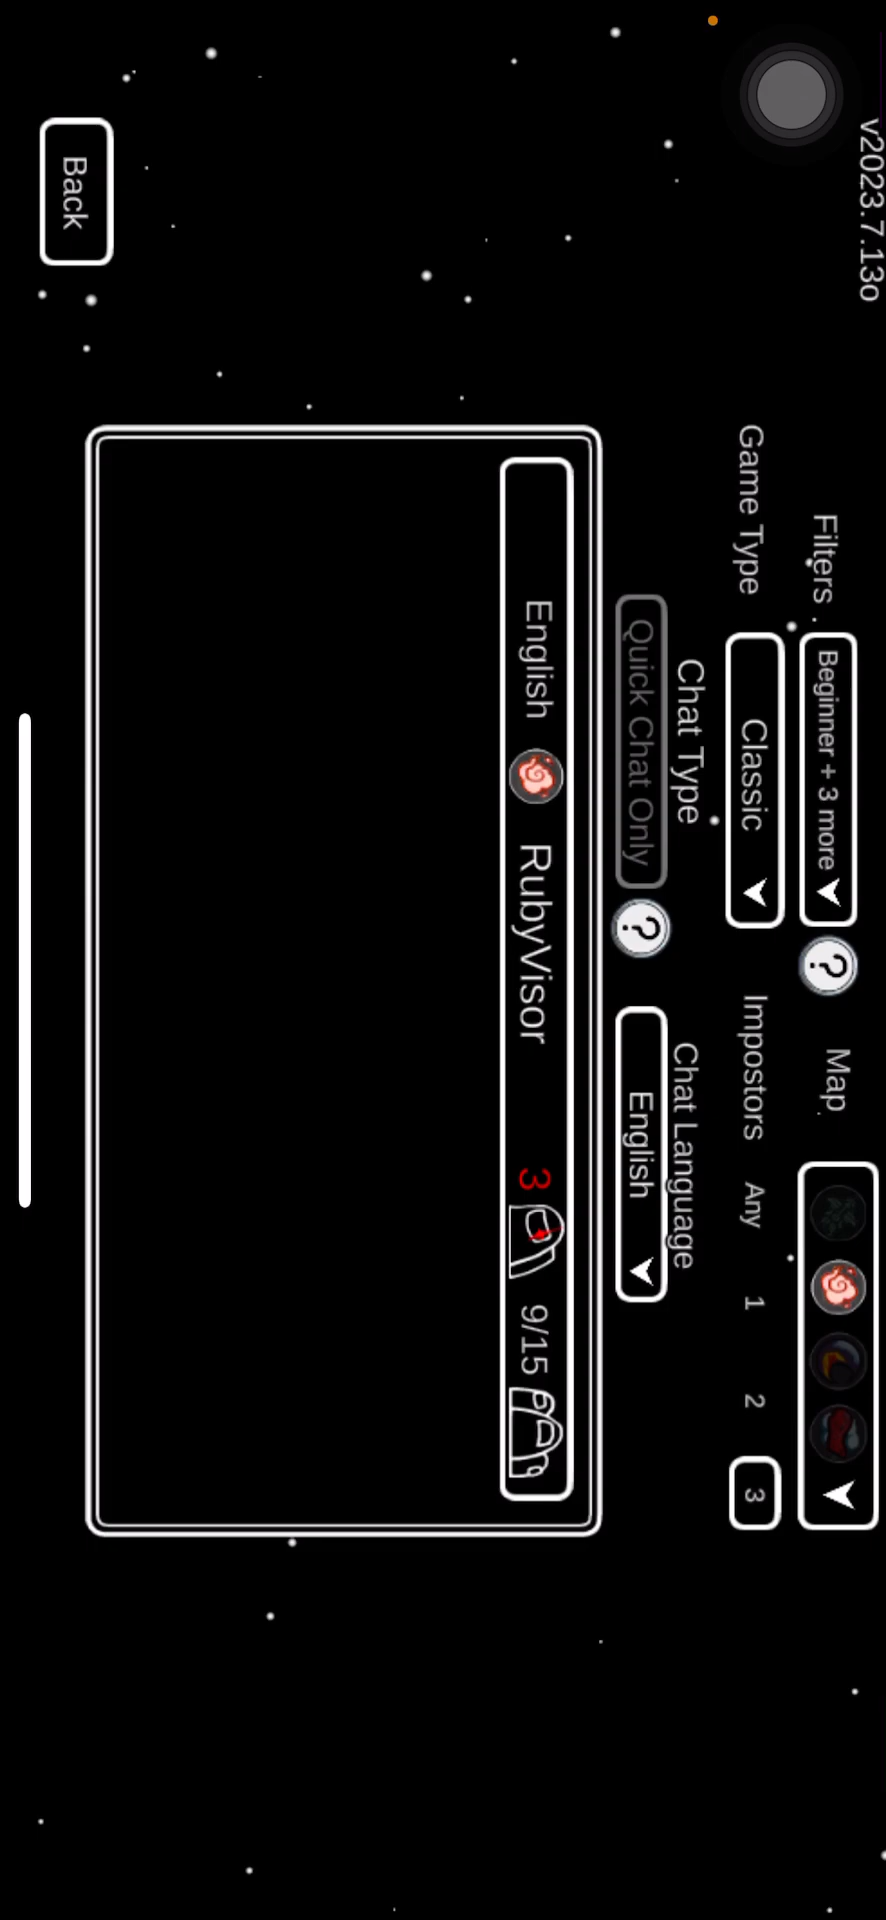 v2023.7.13o
Filters
Beginner + 3 more
?
Map
Game Type
Classic
Impostors
Any
1
2
3
Chat Type
Chat Language
Quick Chat Only
?
English
English
RubyVisor
3
9/15
Back